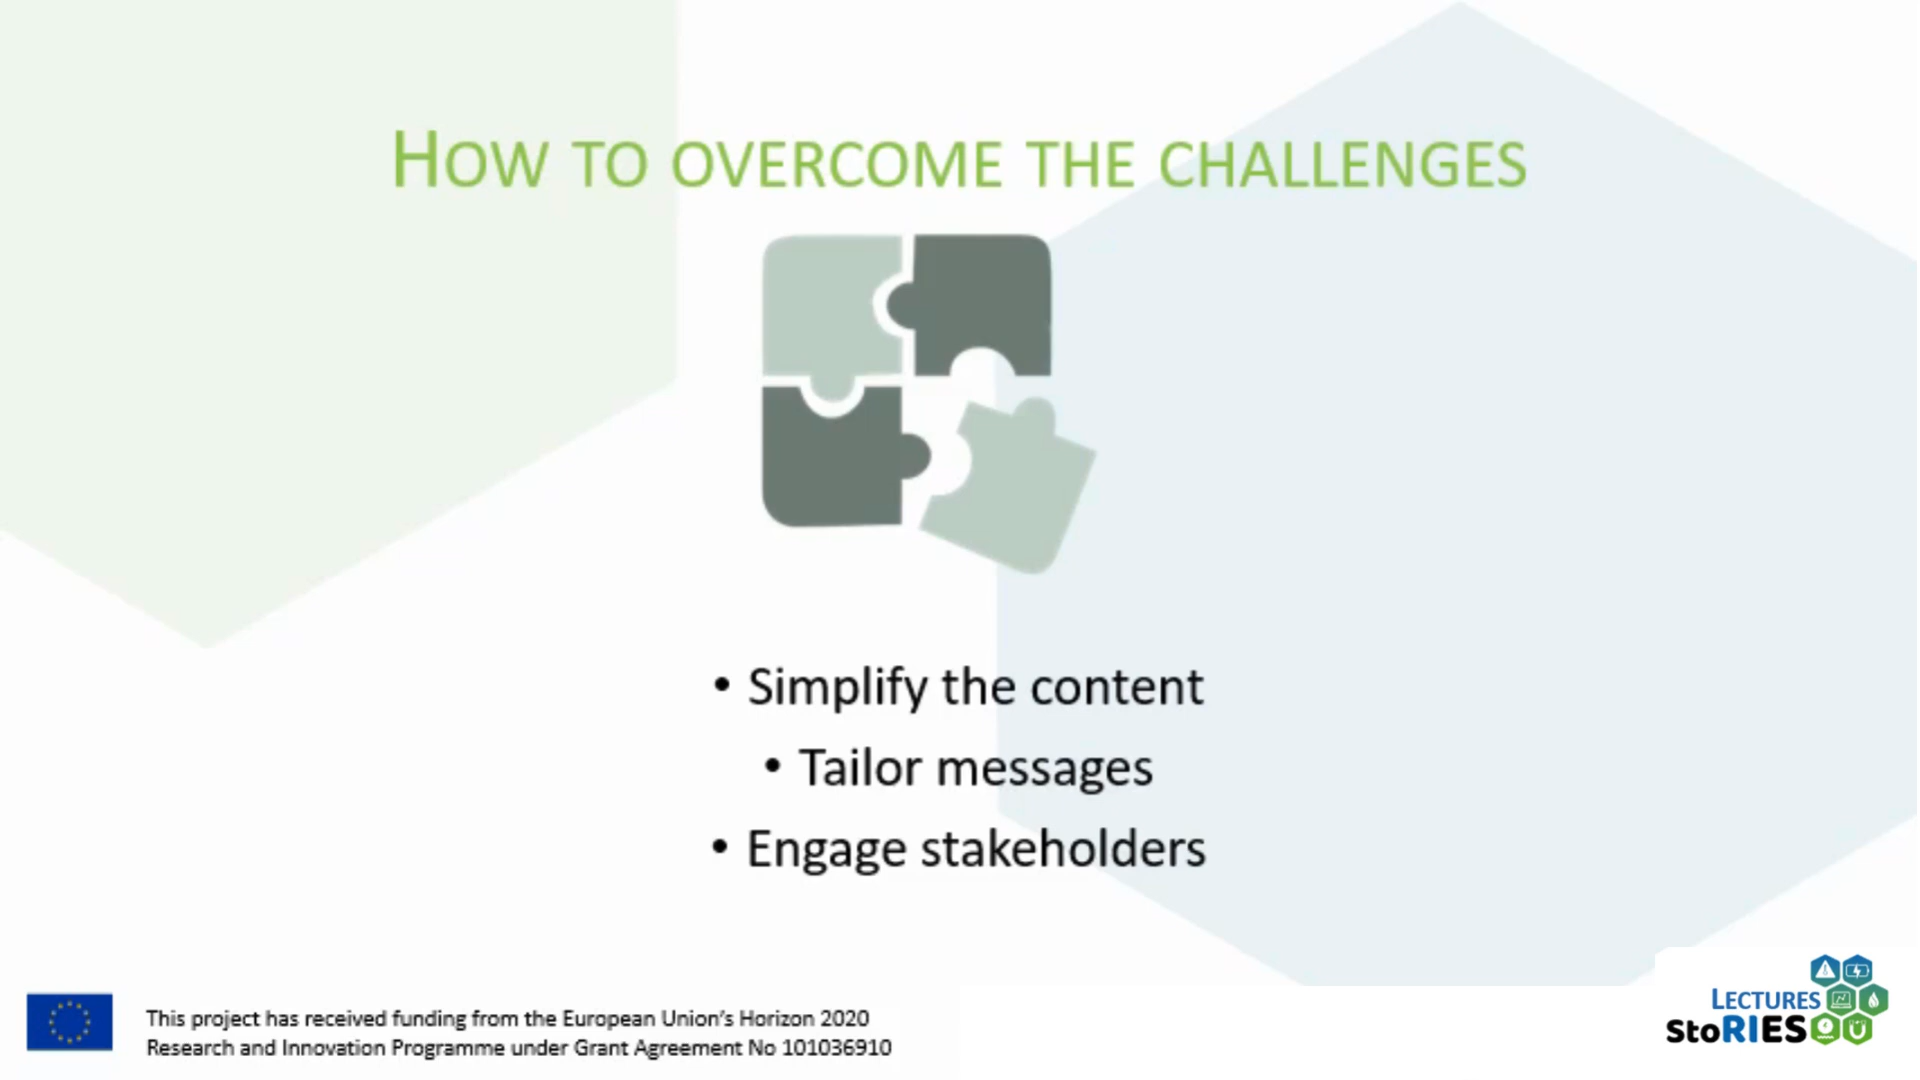 HOW TO OVERCOME THE CHALLENGES
• Simplify the content
• Tailor messages
• Engage stakeholders
This project has received funding from the European Union's Horizon 2020
Research and Innovation Programme under Grant Agreement No 101036910
LECTURES
StoRIES